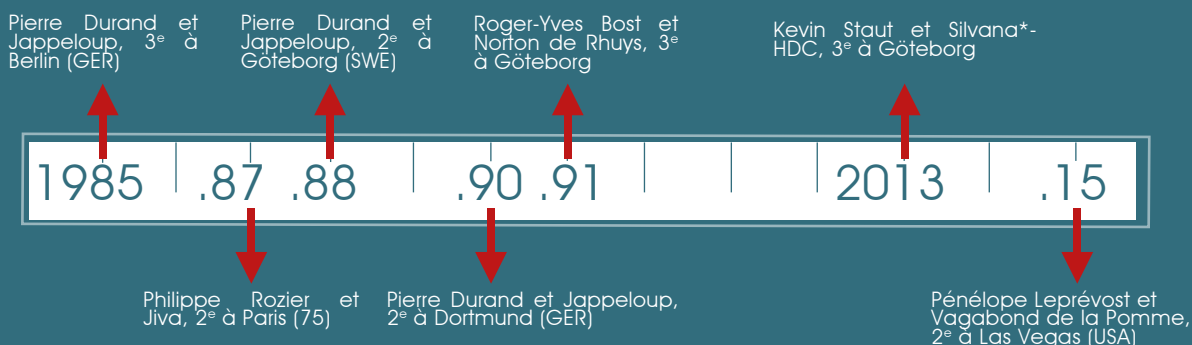 Pierre Durand et
Jappeloup, 3e à
Berlin (GER)
Pierre Durand et
Jappeloup, 2e à
Göteborg (SWE)
Roger-Yves Bost et
Norton de Rhuys, 3e
à Göteborg
Kevin Staut et Silvana*-
HDC, 3e à Göteborg
1985 .87 .88 .90 .91 2013 .15
Philippe Rozier et
Jiva, 2e à Paris (75)
Pierre Durand et Jappeloup,
2e à Dortmund (GER)
Pénélope Leprévost et
Vagabond de la Pomme,
2e à Las Vegas (USA)